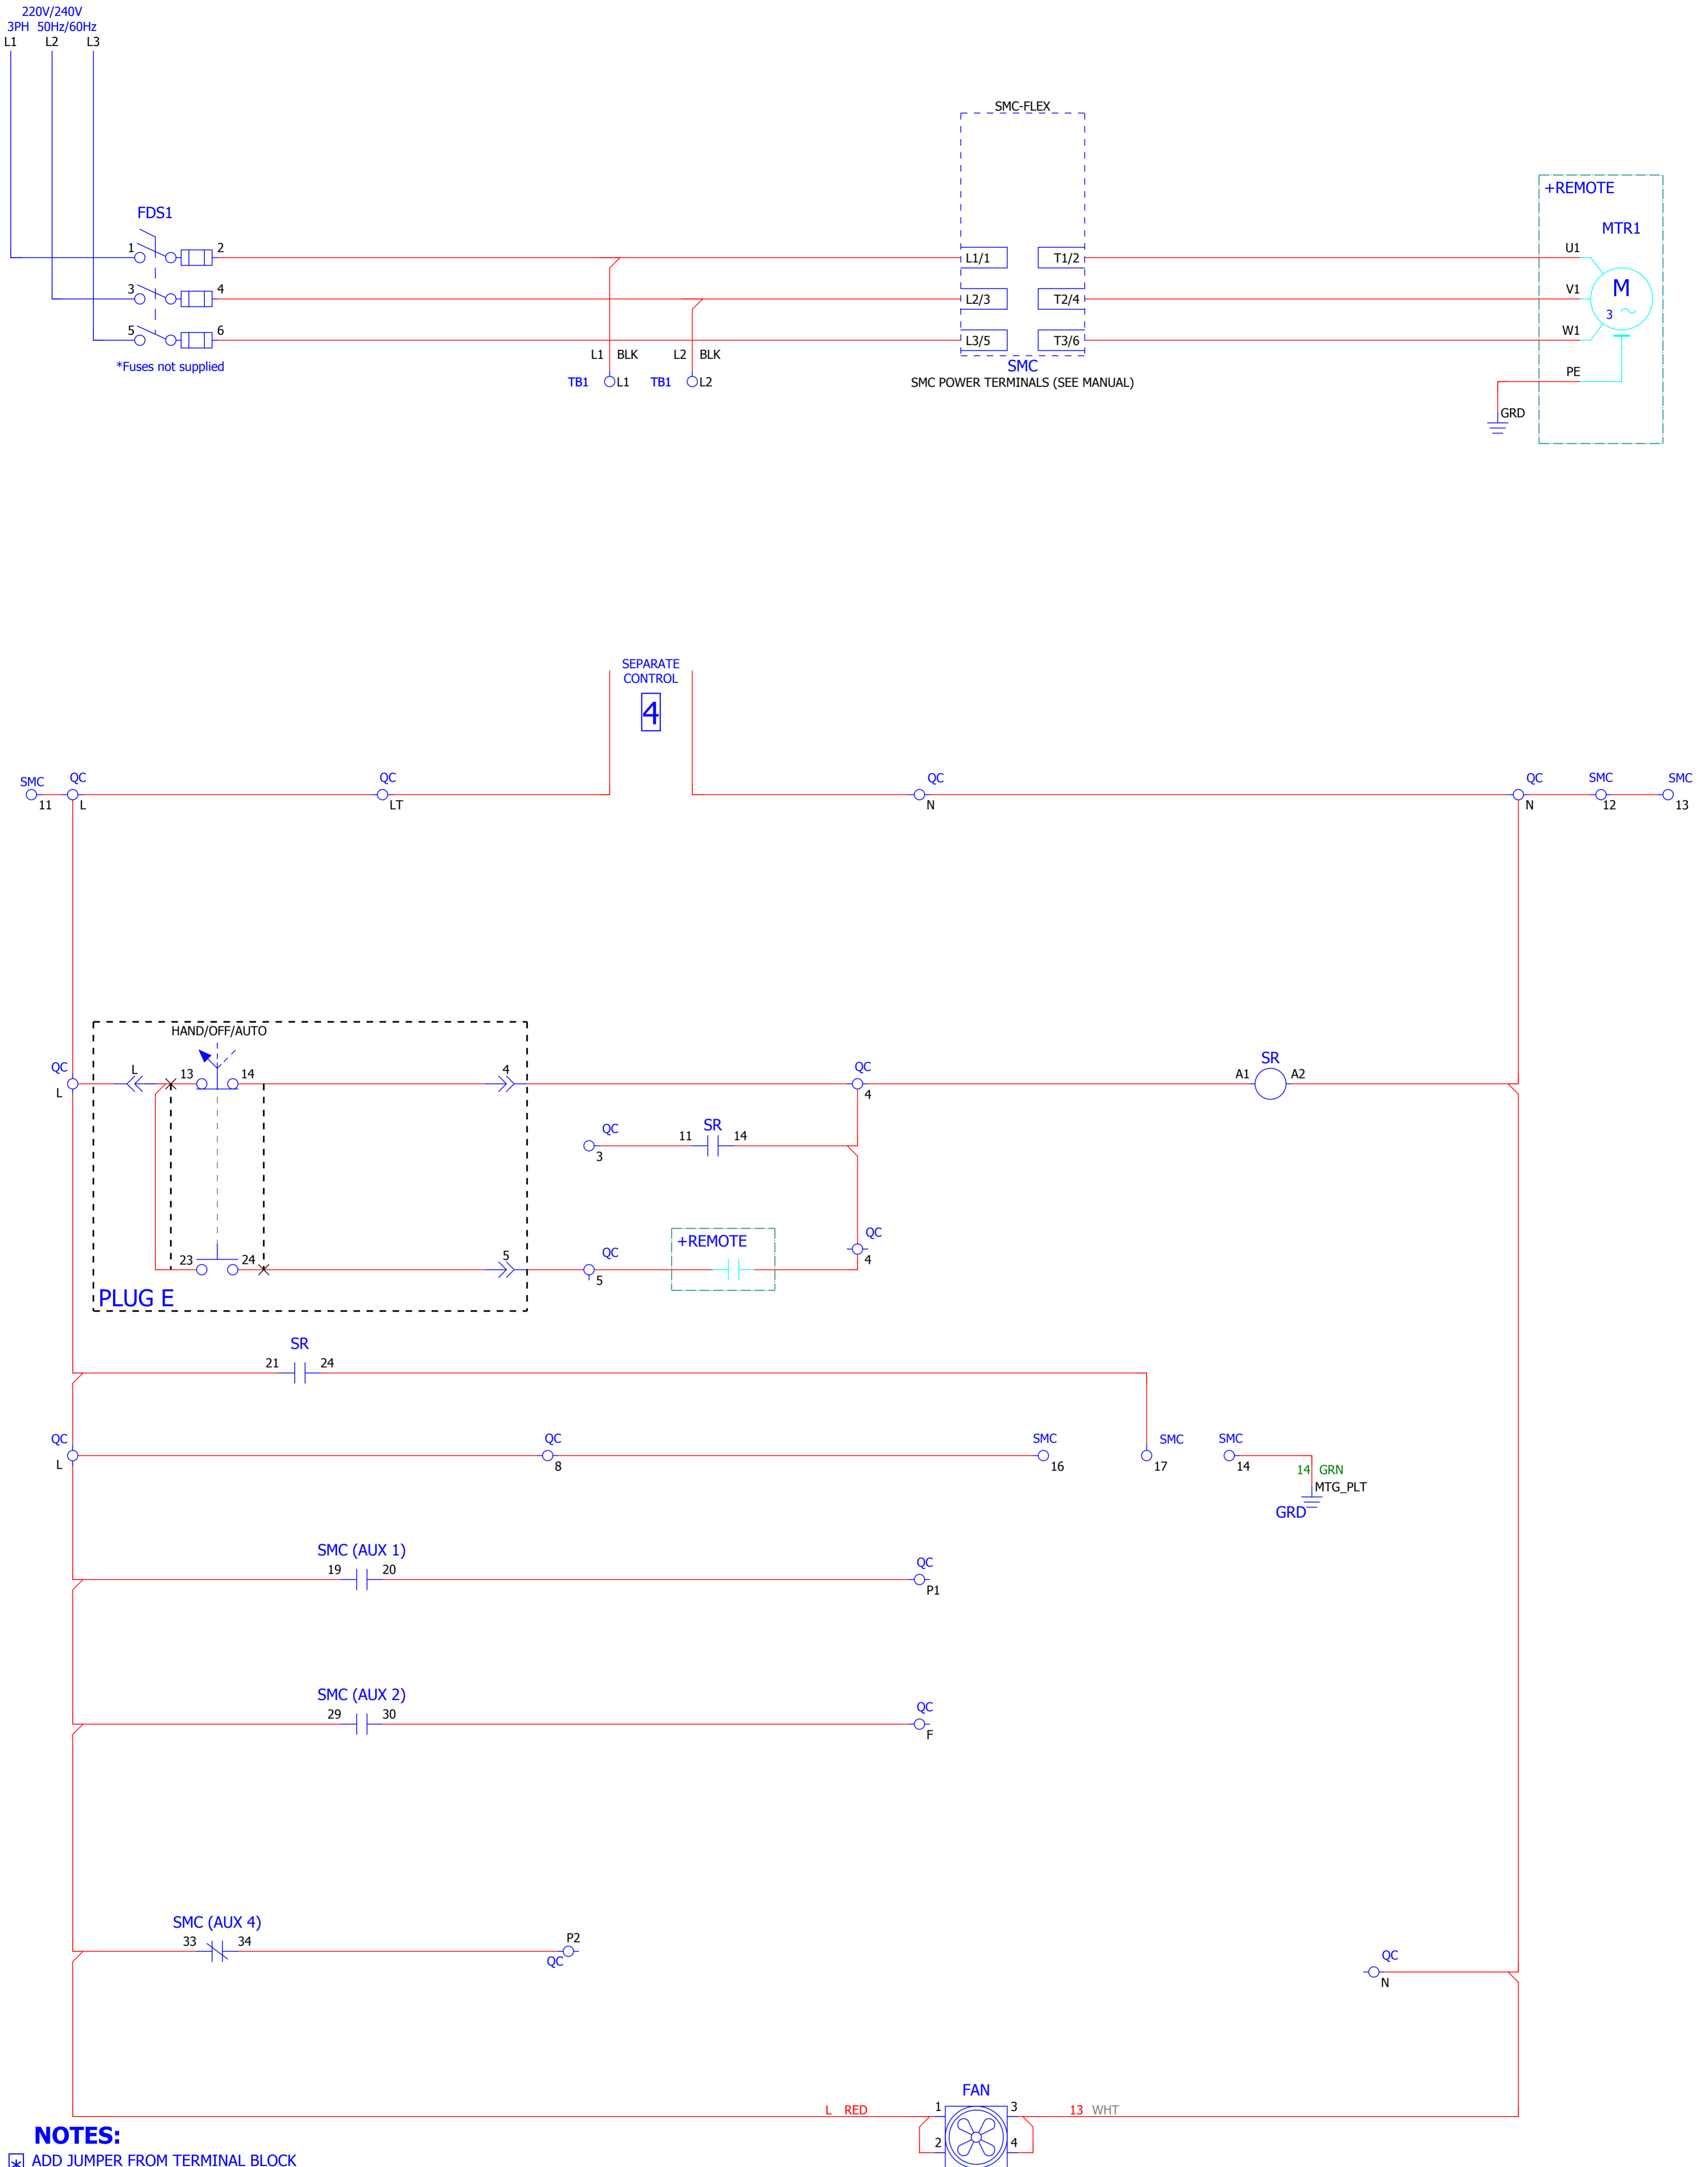 220V/240V
3PH 50Hz/60Hz
L1 L2 L3
SMC-FLEX
+REMOTE
FDS1
MTR1
1 2 L1/1 T1/2 U1
3 4 L2/3 T2/4 V1 M
3
5 6 L3/5 T3/6 W1
*Fuses not supplied
L1 BLK L2 BLK
SMC
PE
TB1 L1 TB1 L2
SMC POWER TERMINALS (SEE MANUAL)
GRD
SEPARATE
CONTROL
4
SMC QC QC QC QC SMC SMC
11 L LT N N 12 13
HAND/OFF/AUTO
QC L 13 14 4 QC SR
L 4 A1 A2
QC SR
3 11 14
QC
+REMOTE
23 24 5 QC 4
5
PLUG E
SR
21 24
QC QC SMC SMC SMC
L 8 16 17 14
14 GRN
MTG_PLT
GRD
SMC (AUX 1)
19 20 QC
P1
SMC (AUX 2)
29 30 QC
F
SMC (AUX 4)
33 34 P2
QC
QC
N
FAN
L RED 1 3 13 WHT
2 4
NOTES:
* ADD JUMPER FROM TERMINAL BLOCK